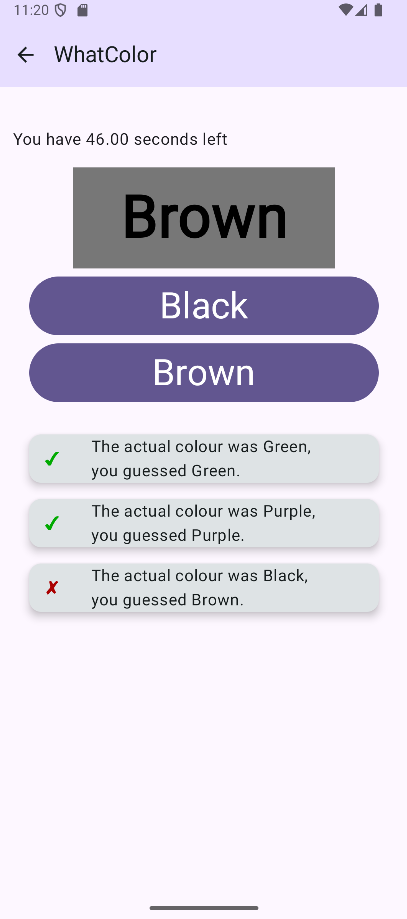 11:20
WhatColor
You have 46.00 seconds left
Brown
Black
Brown
The actual colour was Green,
you guessed Green.
The actual colour was Purple,
you guessed Purple.
The actual colour was Black,
you guessed Brown.